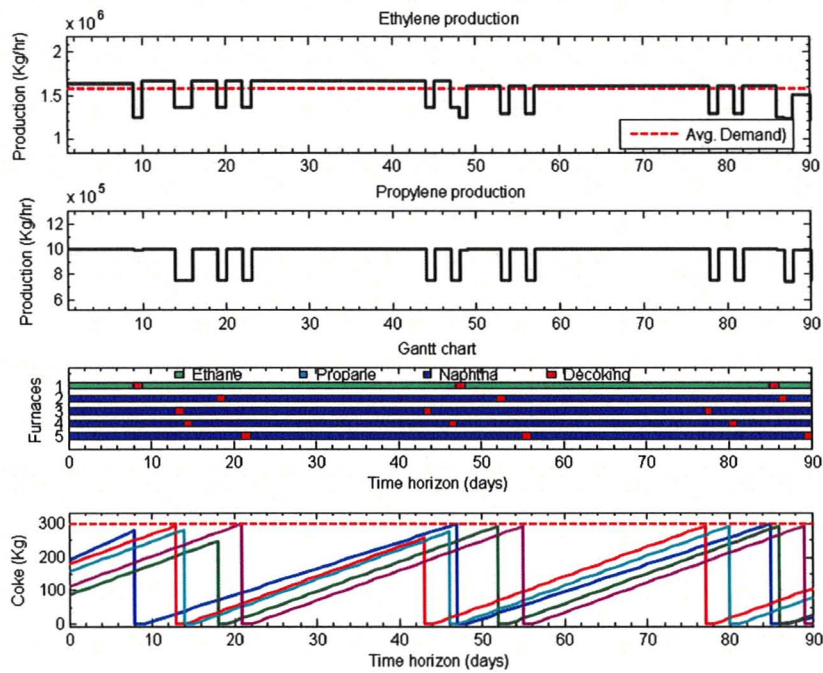 Ethylene production
x 10⁶
Production (Kg/hr)
2
1.5
1
Avg. Demand)
10 20 30 40 50 60 70 80 90
Propylene production
x 10⁵
Production (Kg/hr)
12
10
8
6
10 20 30 40 50 60 70 80 90
Gantt chart
Ethane Propane Naphtha Decoking
Furnaces
1
2
3
4
5
0 10 20 30 40 50 60 70 80 90
Time horizon (days)
Coke (Kg)
300
200
100
0
0 10 20 30 40 50 60 70 80 90
Time horizon (days)